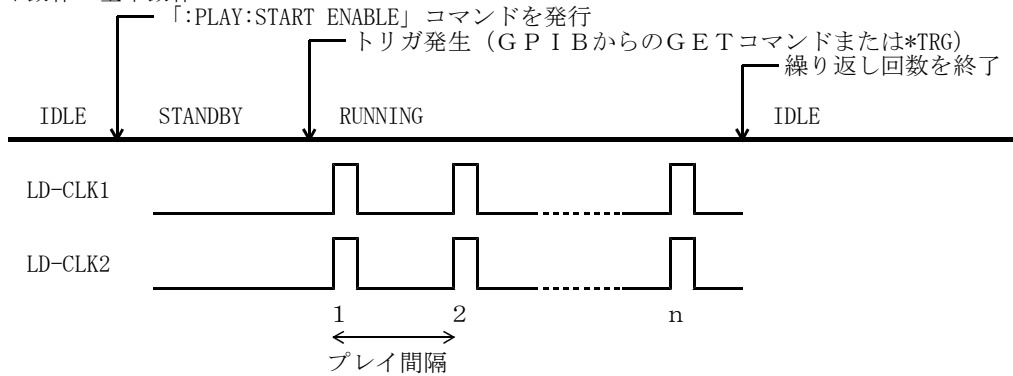 「:PLAY:START ENABLE」コマンドを発行
トリガ発生（ＧＰＩＢからのＧＥＴコマンドまたは*TRG）
繰り返し回数を終了
IDLE STANDBY RUNNING IDLE
LD-CLK1
LD-CLK2
1 2 n
プレイ間隔